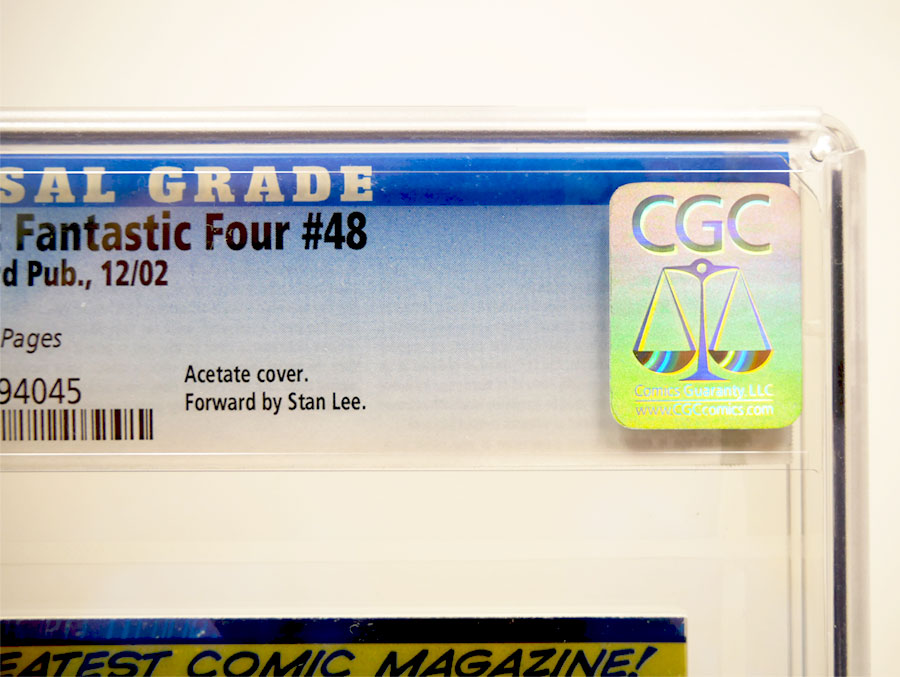 SAL GRADE
Fantastic Four #48
d Pub., 12/02
Pages
94045
Acetate cover.
Forward by Stan Lee.
CGC
Comics Guaranty, LLC
www.CGCcomics.com
EATEST COMIC MAGAZINE!